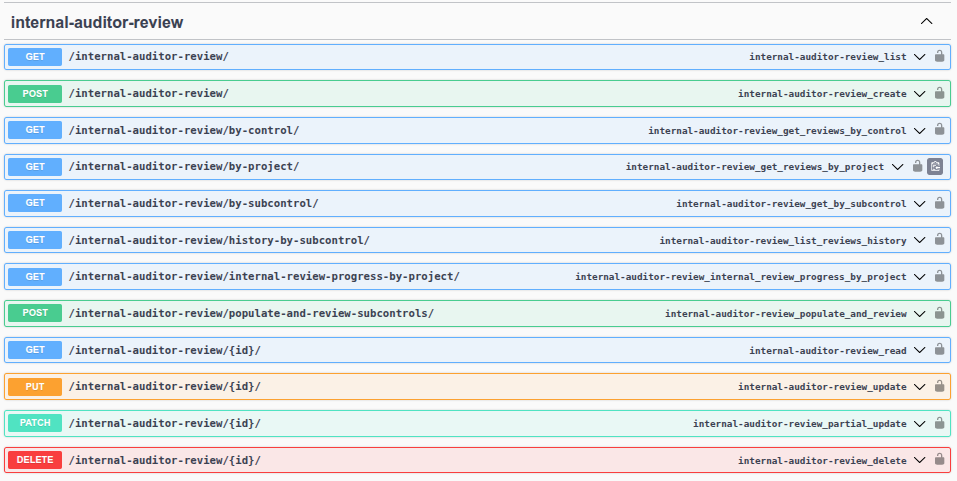 internal-auditor-review
GET /internal-auditor-review/ internal-auditor-review_list
POST /internal-auditor-review/ internal-auditor-review_create
GET /internal-auditor-review/by-control/ internal-auditor-review_get_reviews_by_control
GET /internal-auditor-review/by-project/ internal-auditor-review_get_reviews_by_project
GET /internal-auditor-review/by-subcontrol/ internal-auditor-review_get_by_subcontrol
GET /internal-auditor-review/history-by-subcontrol/ internal-auditor-review_list_reviews_history
GET /internal-auditor-review/internal-review-progress-by-project/ internal-auditor-review_internal_review_progress_by_project
POST /internal-auditor-review/populate-and-review-subcontrols/ internal-auditor-review_populate_and_review
GET /internal-auditor-review/{id}/ internal-auditor-review_read
PUT /internal-auditor-review/{id}/ internal-auditor-review_update
PATCH /internal-auditor-review/{id}/ internal-auditor-review_partial_update
DELETE /internal-auditor-review/{id}/ internal-auditor-review_delete